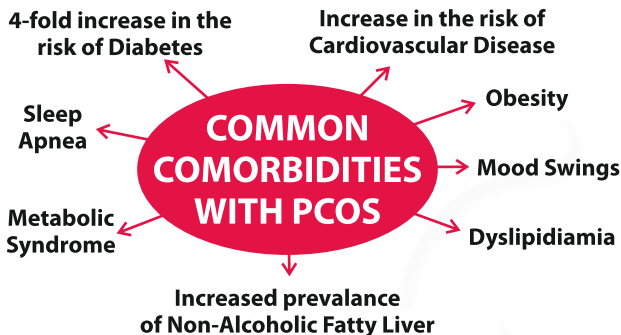 4-fold increase in the
risk of Diabetes
Increase in the risk of
Cardiovascular Disease
Sleep
Apnea
COMMON
COMORBIDITIES
WITH PCOS
Obesity
Mood Swings
Metabolic
Syndrome
Dyslipidiamia
Increased prevalance
of Non-Alcoholic Fatty Liver